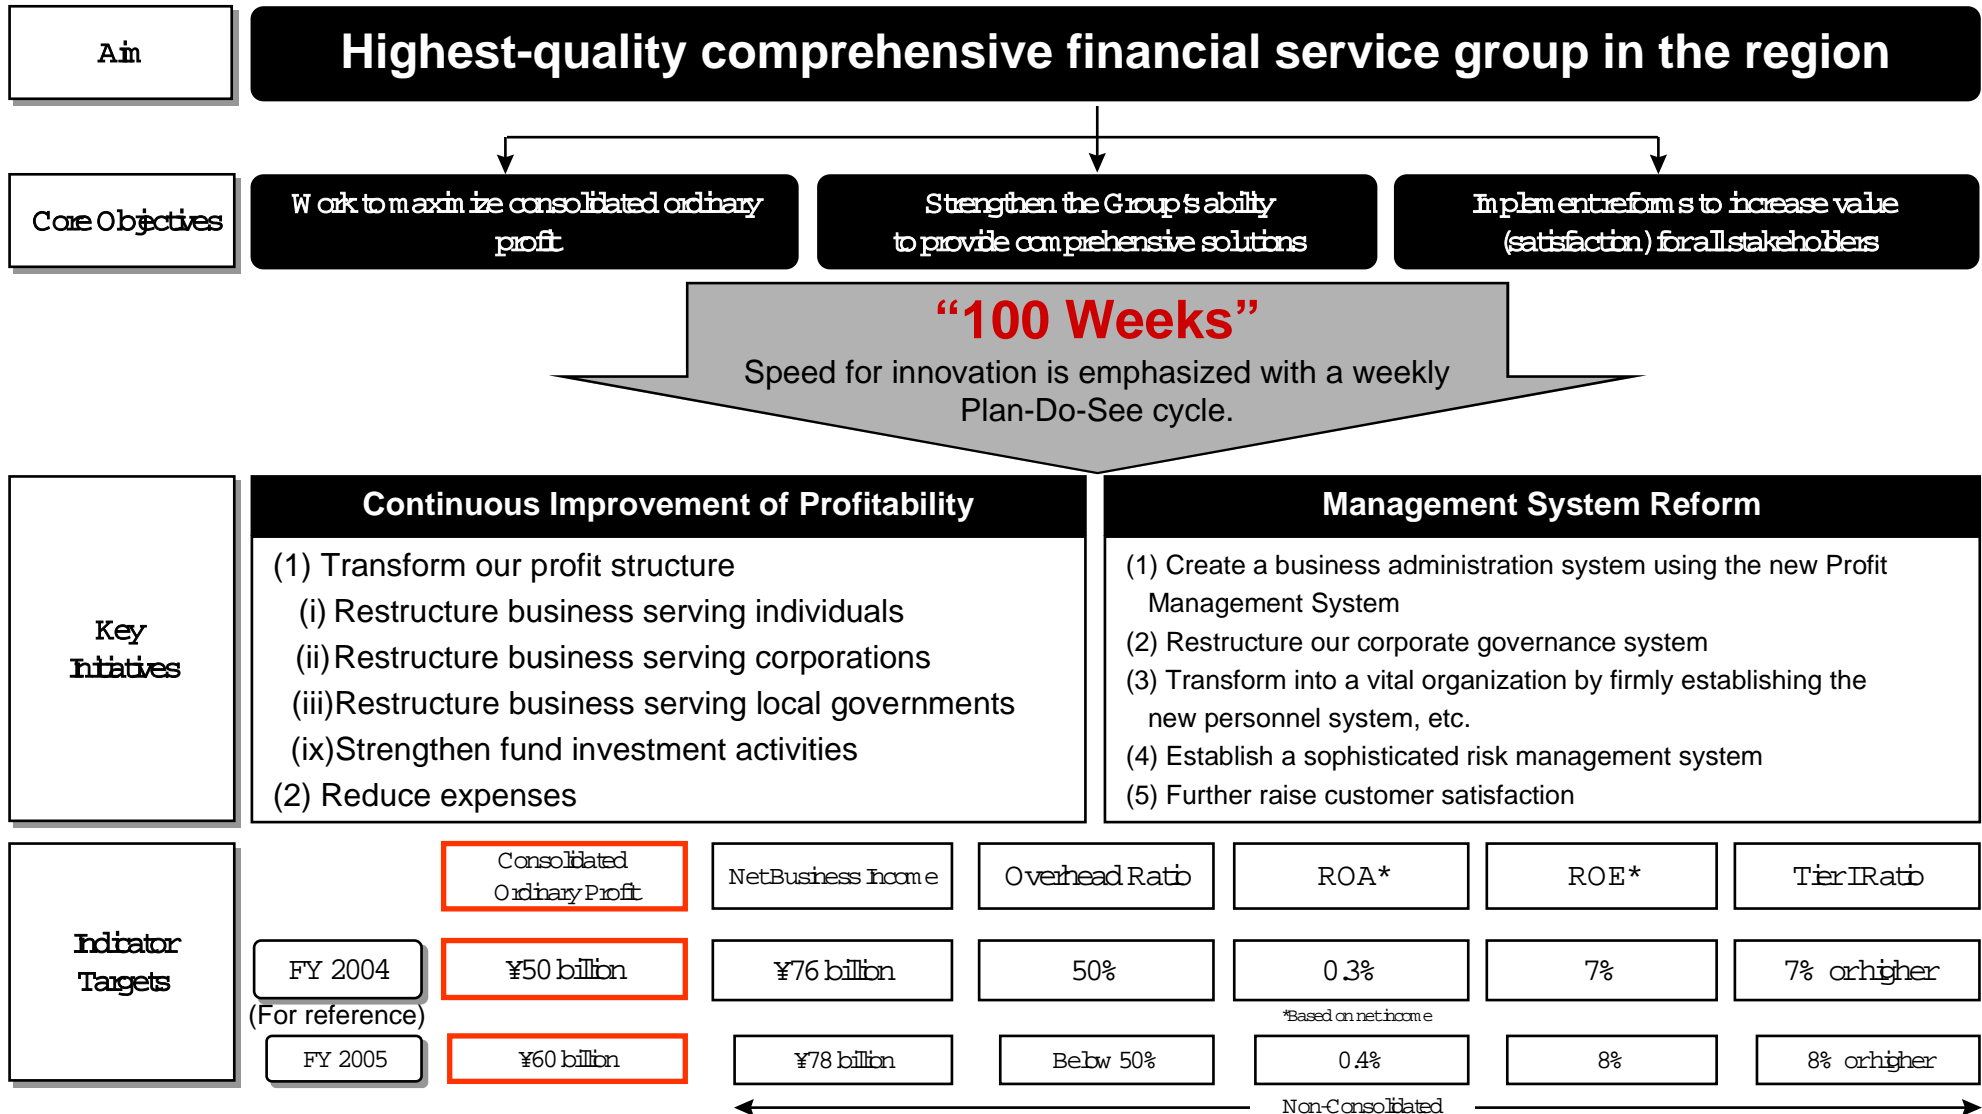 Aim
Highest-quality comprehensive financial service group in the region
Core Objectives
Work to maximize consolidated ordinary
profit
Strengthen the Group's ability
to provide comprehensive solutions
Implement reforms to increase value
(satisfaction) for all stakeholders
“100 Weeks”
Speed for innovation is emphasized with a weekly
Plan-Do-See cycle.
Key
Initiatives
Continuous Improvement of Profitability
(1) Transform our profit structure
(i) Restructure business serving individuals
(ii) Restructure business serving corporations
(iii)Restructure business serving local governments
(ix)Strengthen fund investment activities
(2) Reduce expenses
Management System Reform
(1) Create a business administration system using the new Profit
Management System
(2) Restructure our corporate governance system
(3) Transform into a vital organization by firmly establishing the
new personnel system, etc.
(4) Establish a sophisticated risk management system
(5) Further raise customer satisfaction
Indicator
Targets
Consolidated
Ordinary Profit
Net Business Income
Overhead Ratio
ROA*
ROE*
Tier I Ratio
FY 2004
¥50 billion
¥76 billion
50%
0.3%
7%
7% or higher
(For reference)
*Based on net income
FY 2005
¥60 billion
¥78 billion
Below 50%
0.4%
8%
8% or higher
Non-Consolidated